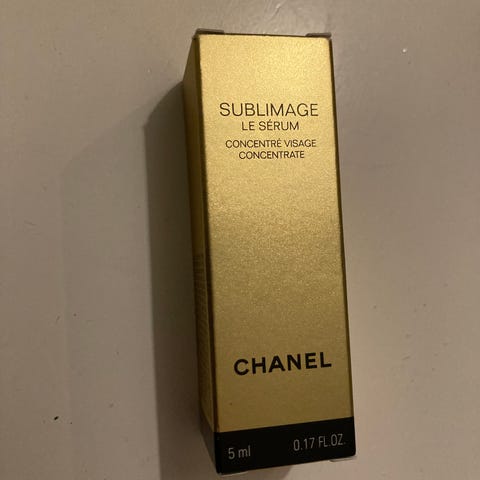 SUBLIMAGE
LE SÉRUM
CONCENTRÉ VISAGE
CONCENTRATE
CHANEL
5 ml 0.17 FL.OZ.